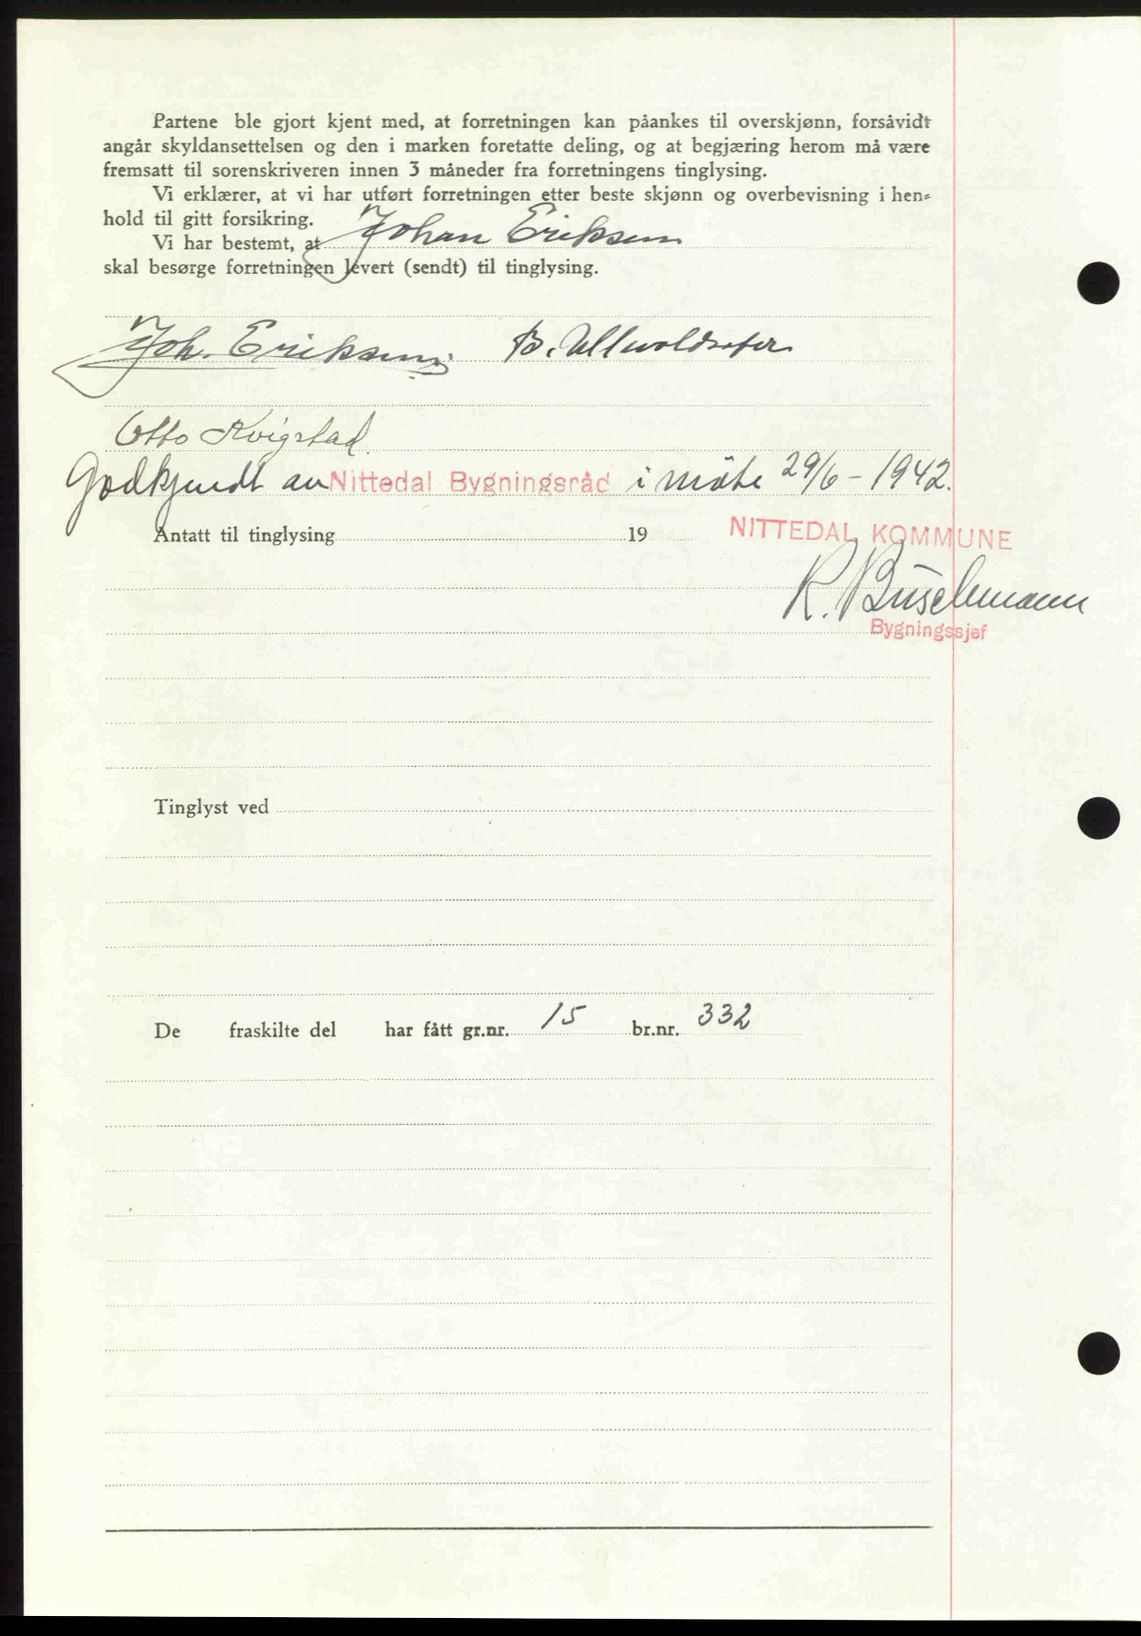 Partene ble gjort kjent med, at forretningen kan påankes til overskjønn, forsåvidt
angår skyldansettelsen og den i marken foretatte deling, og at begjæring herom må være
fremsatt til sorenskriveren innen 3 måneder fra forretningens tinglysing.
Vi erklærer, at vi har utført forretningen etter beste skjønn og overbevisning i hen-
hold til gitt forsikring.
Vi har bestemt, at Johan Eriksen
skal besørge forretningen levert (sendt) til tinglysing.
Joh. Eriksen. B.
Otto Kvigstad.
Godkjendt av Nittedal Bygningsråd i møte 29/6 - 1942.
Antatt til tinglysing 19
NITTEDAL KOMMUNE
R. Buschmann
Bygningssjef
Tinglyst ved
De fraskilte del har fått gr.nr. 15 br.nr. 332